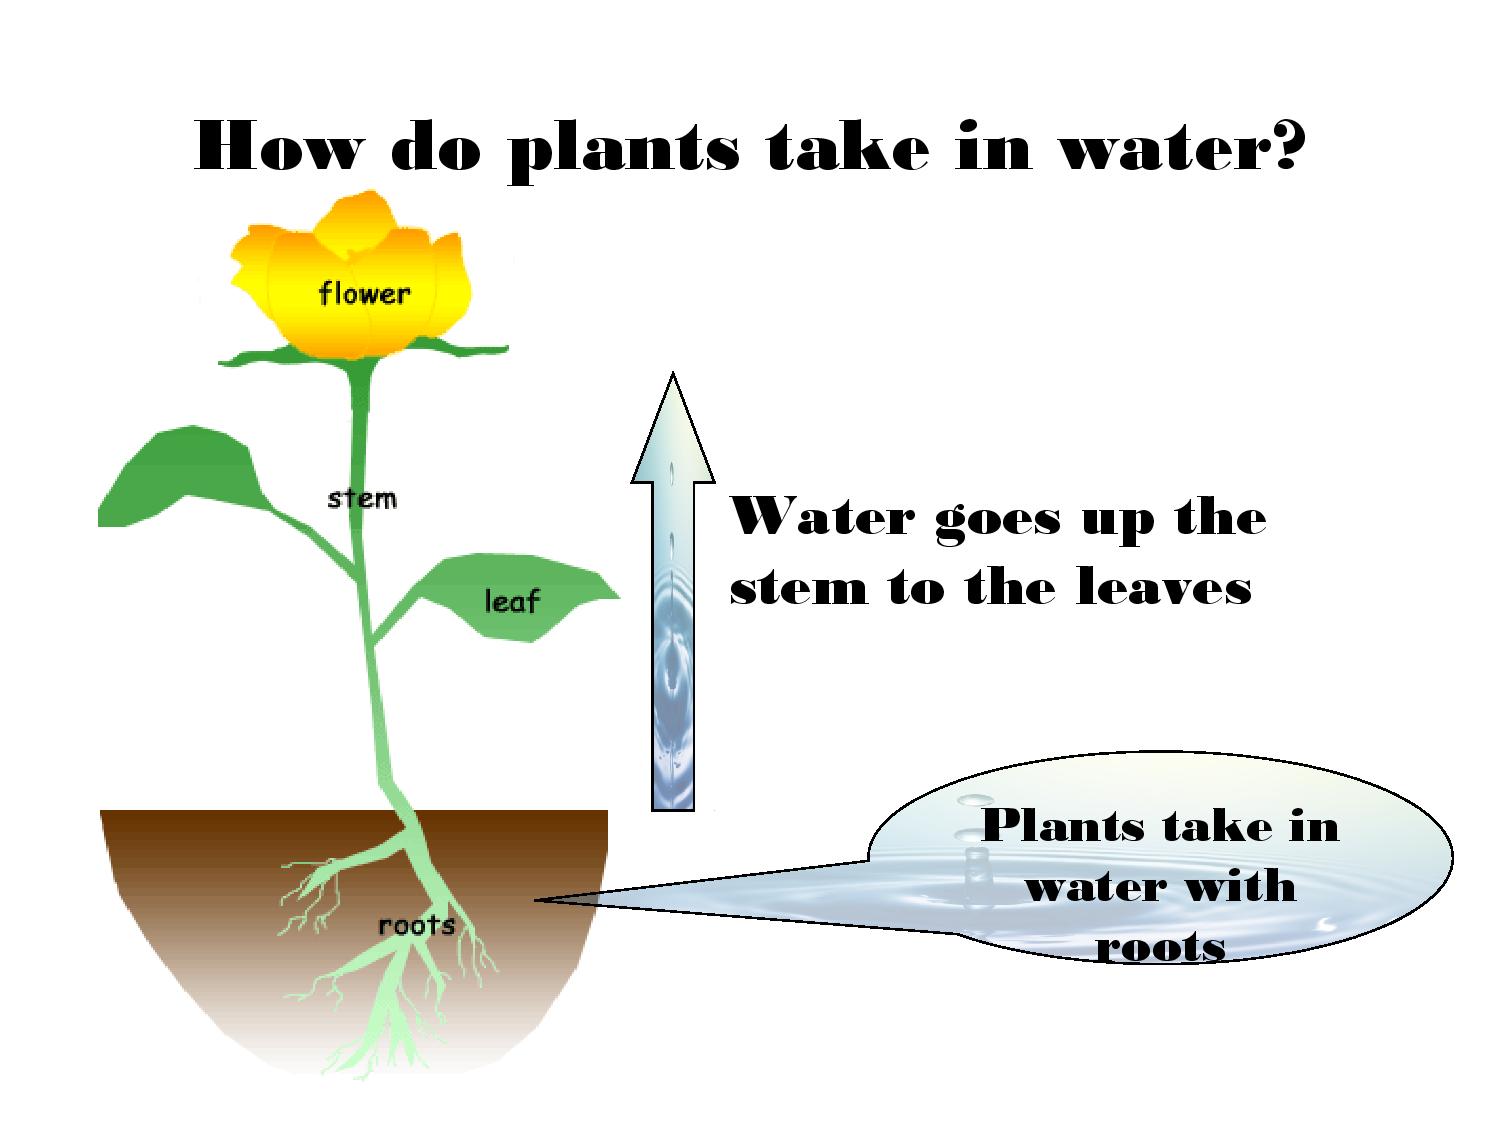 How do plants take in water?
flower
stem
leaf
Water goes up the
stem to the leaves
Plants take in
water with
roots
roots